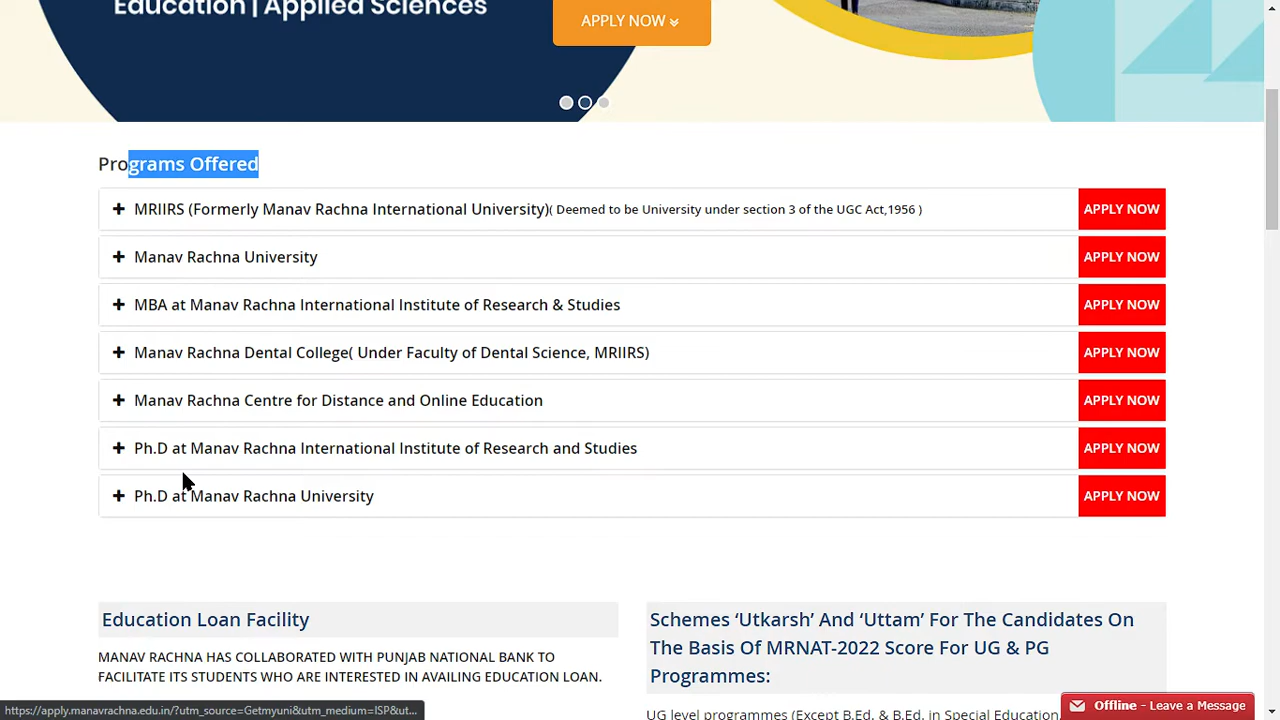 Education | Applied Sciences
APPLY NOW
Programs Offered
MRIIRS (Formerly Manav Rachna International University)( Deemed to be University under section 3 of the UGC Act,1956 ) APPLY NOW
Manav Rachna University APPLY NOW
MBA at Manav Rachna International Institute of Research & Studies APPLY NOW
Manav Rachna Dental College( Under Faculty of Dental Science, MRIIRS) APPLY NOW
Manav Rachna Centre for Distance and Online Education APPLY NOW
Ph.D at Manav Rachna International Institute of Research and Studies APPLY NOW
Ph.D at Manav Rachna University APPLY NOW
Education Loan Facility
MANAV RACHNA HAS COLLABORATED WITH PUNJAB NATIONAL BANK TO
FACILITATE ITS STUDENTS WHO ARE INTERESTED IN AVAILING EDUCATION LOAN.
Schemes ‘Utkarsh’ And ‘Uttam’ For The Candidates On
The Basis Of MRNAT-2022 Score For UG & PG
Programmes:
UG level programmes (Except B.Ed. & B.Ed. in Special Education
https://apply.manavrachna.edu.in/?utm_source=Getmyuni&utm_medium=ISP&ut...
Offline - Leave a Message